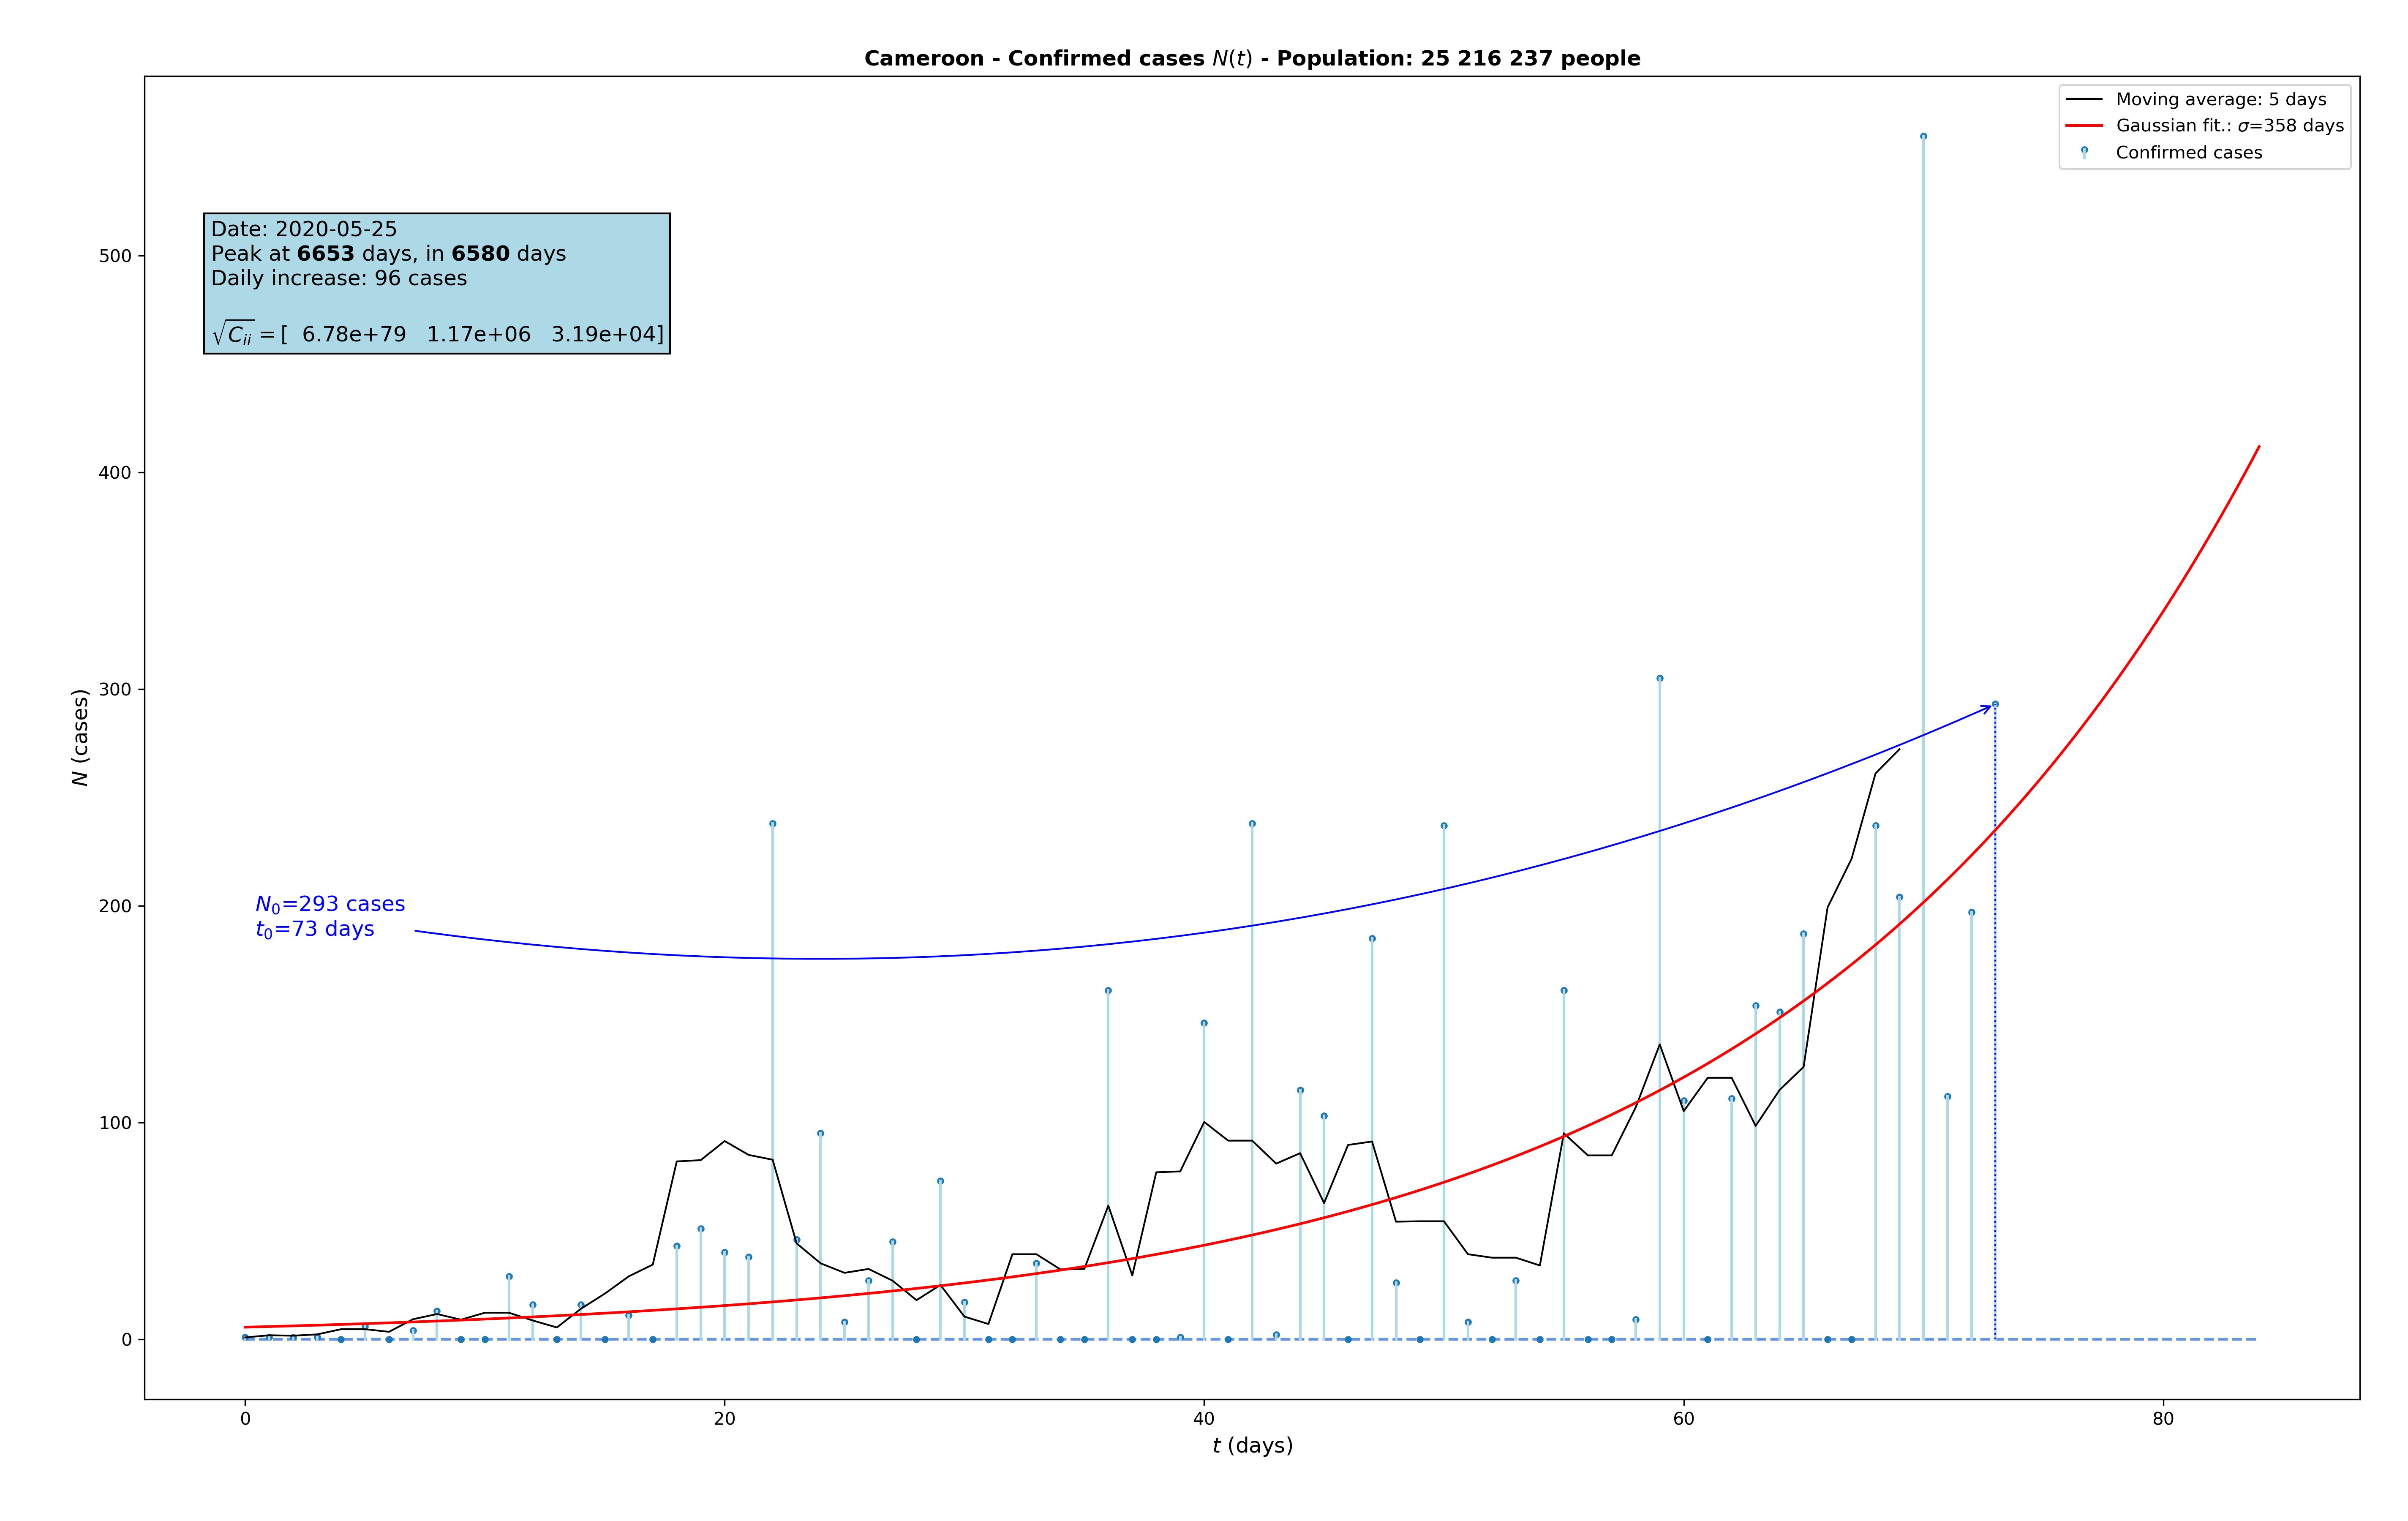 Cameroon - Confirmed cases N(t) - Population: 25 216 237 people
Moving average: 5 days
Gaussian fit.: σ=358 days
Confirmed cases
Date: 2020-05-25
Peak at 6653 days, in 6580 days
Daily increase: 96 cases
√Cᵢᵢ = [ 6.78e+79 1.17e+06 3.19e+04]
N₀=293 cases
t₀=73 days
N (cases)
500
400
300
200
100
0
0 20 40 60 80
t (days)